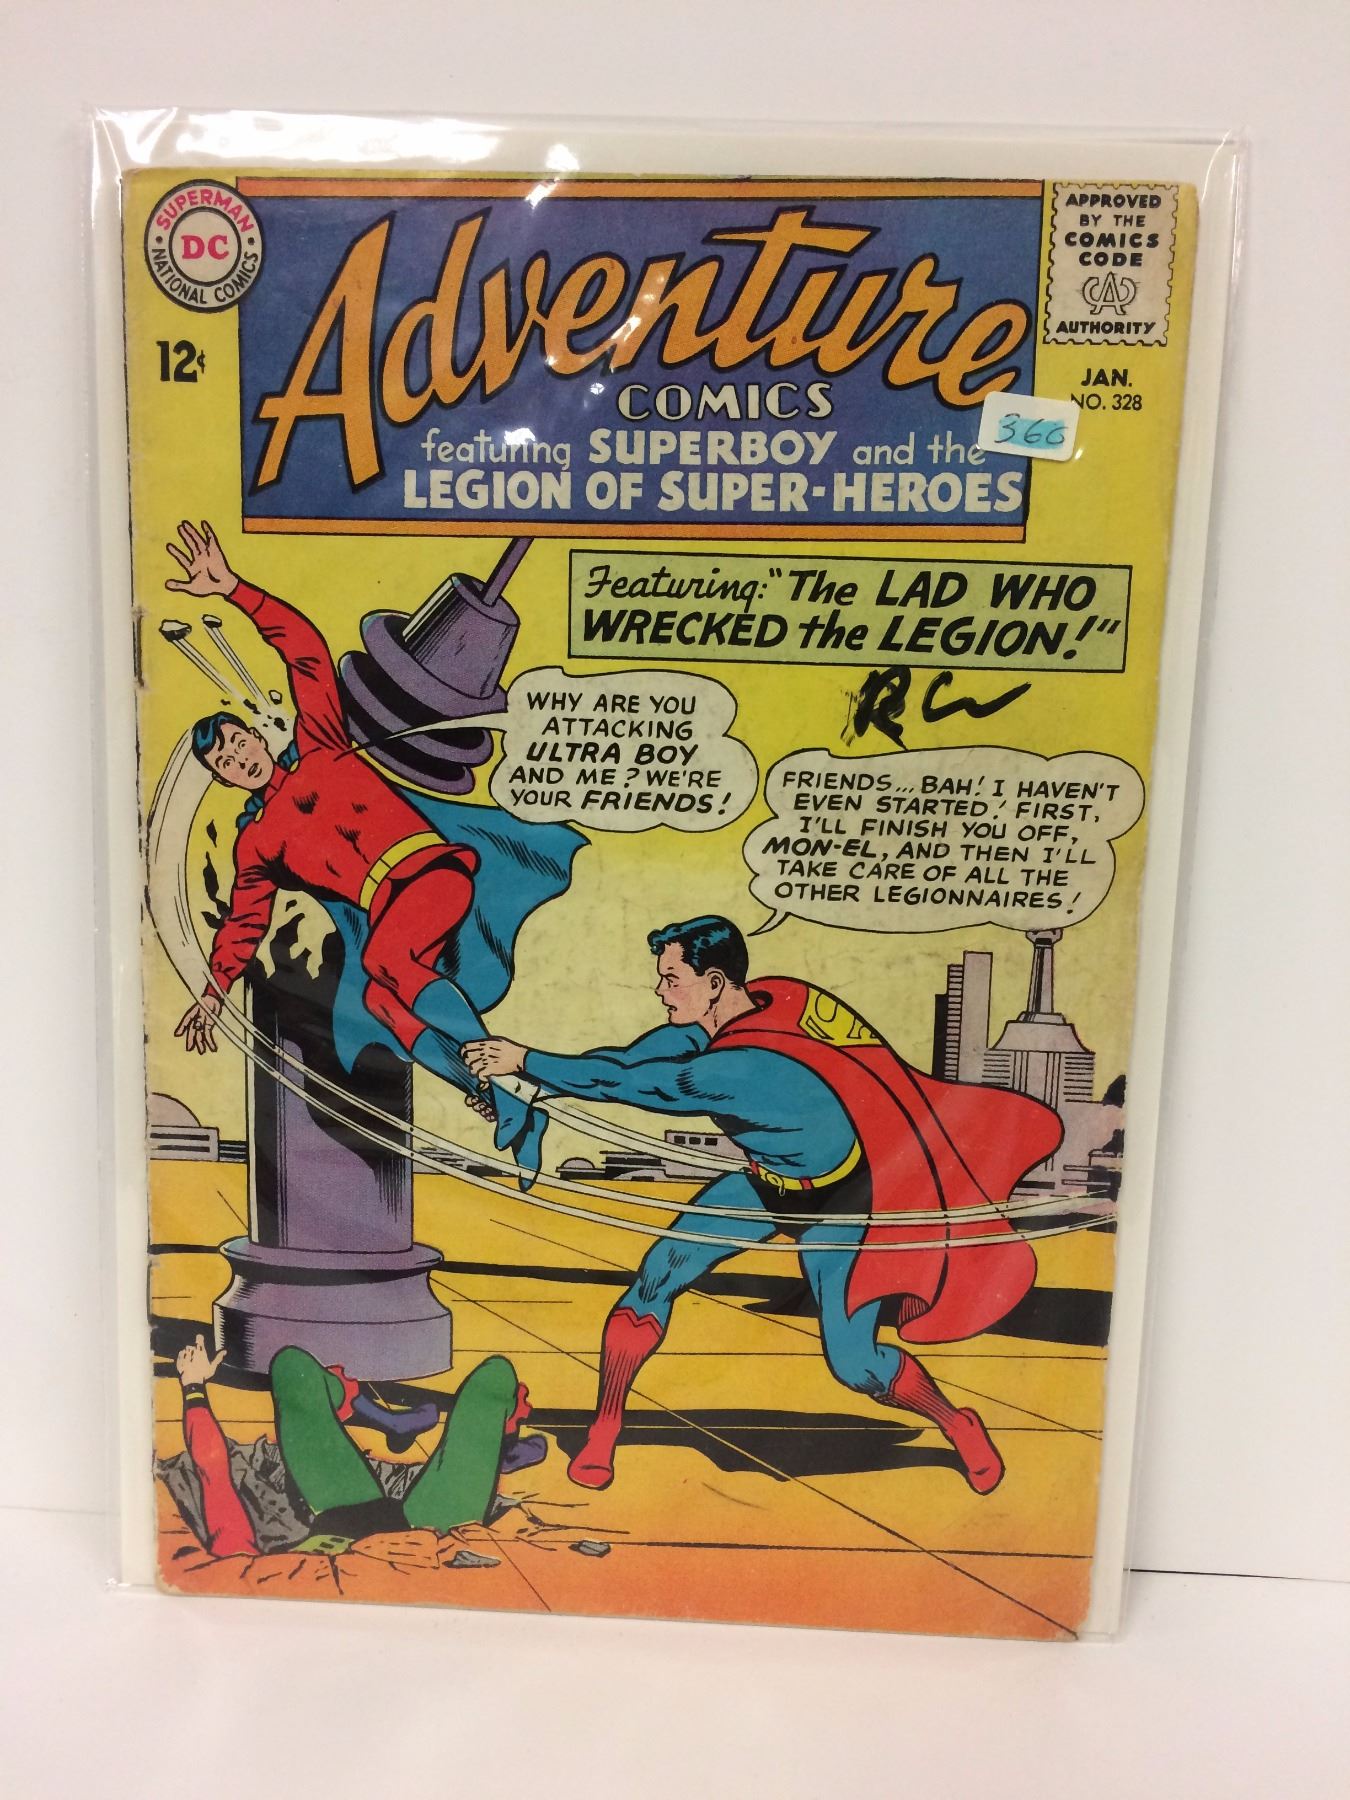 SUPERMAN
DC
NATIONAL COMICS
12¢
Adventure
COMICS
featuring SUPERBOY and the
LEGION OF SUPER-HEROES
APPROVED
BY THE
COMICS
CODE
CA
AUTHORITY
JAN.
NO. 328
366
Featuring: "The LAD WHO
WRECKED the LEGION!"
WHY ARE YOU
ATTACKING
ULTRA BOY
AND ME? WE'RE
YOUR FRIENDS!
FRIENDS... BAH! I HAVEN'T
EVEN STARTED! FIRST,
I'LL FINISH YOU OFF,
MON-EL, AND THEN I'LL
TAKE CARE OF ALL THE
OTHER LEGIONNAIRES!